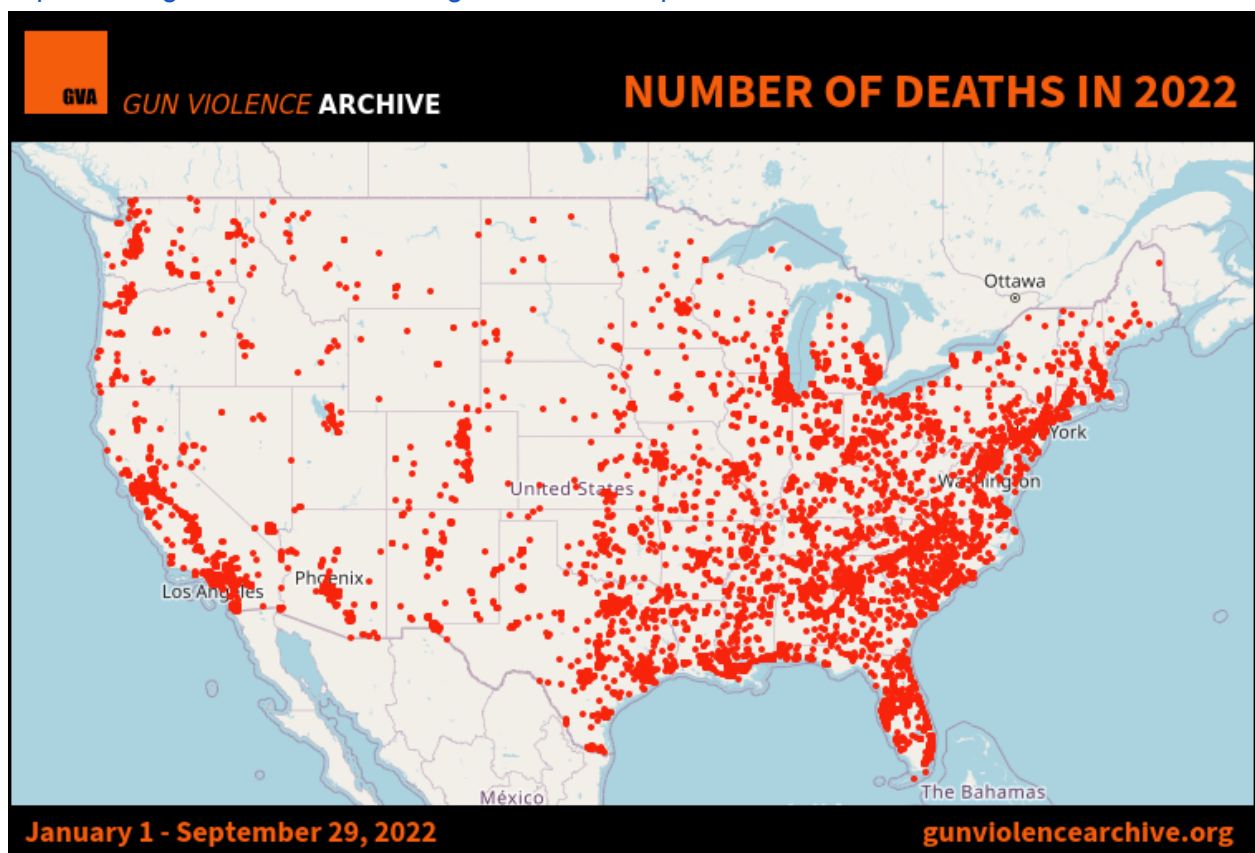 GVA
GUN VIOLENCE ARCHIVE
NUMBER OF DEATHS IN 2022
Ottawa
York
Washington
United States
Phoenix
Los Angeles
México
The Bahamas
January 1 - September 29, 2022
gunviolencearchive.org